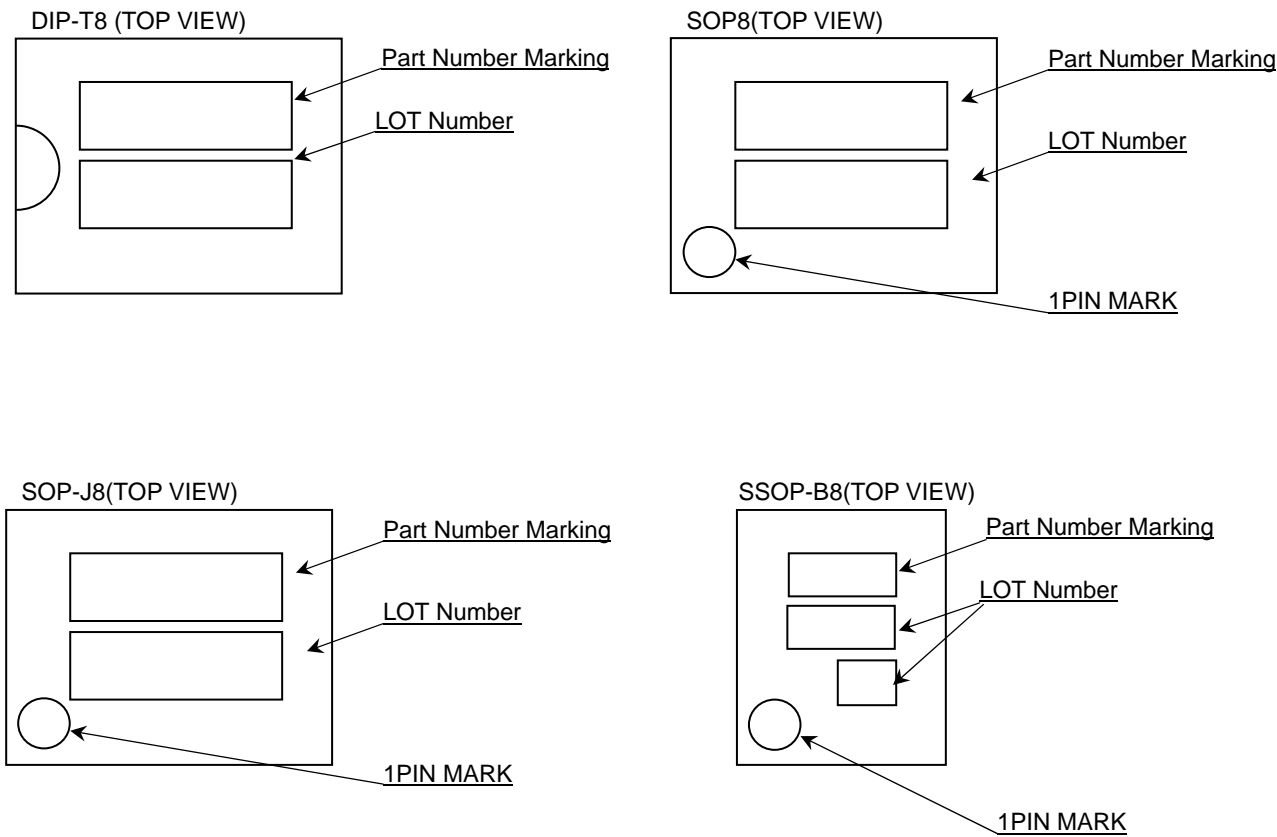 DIP-T8 (TOP VIEW)
Part Number Marking
LOT Number
SOP8(TOP VIEW)
Part Number Marking
LOT Number
1PIN MARK
SOP-J8(TOP VIEW)
Part Number Marking
LOT Number
1PIN MARK
SSOP-B8(TOP VIEW)
Part Number Marking
LOT Number
1PIN MARK